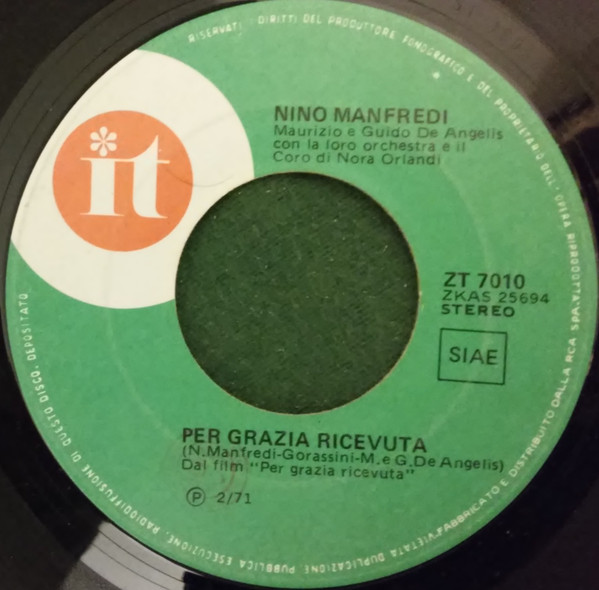 RISERVATI DIRITTI DEL PRODUTTORE FONOGRAFICO E DEL PROPRIETARIO DELL'OPERA RIPRODOTTA.
it
NINO MANFREDI
Maurizio e Guido De Angelis
con la loro orchestra e il
Coro di Nora Orlandi
ZT 7010
ZKAS 25694
STEREO
SIAE
PER GRAZIA RICEVUTA
(N.Manfredi-Gorassini-M.e G.De Angelis)
Dal film "Per grazia ricevuta"
Ⓟ 2/71
FABBRICATO E DISTRIBUITO DALLA RCA SPA.
VIETATA DUPLICAZIONE, PUBBLICA ESECUZIONE, RADIODIFFUSIONE DI QUESTO DISCO. DEPOSITATO.